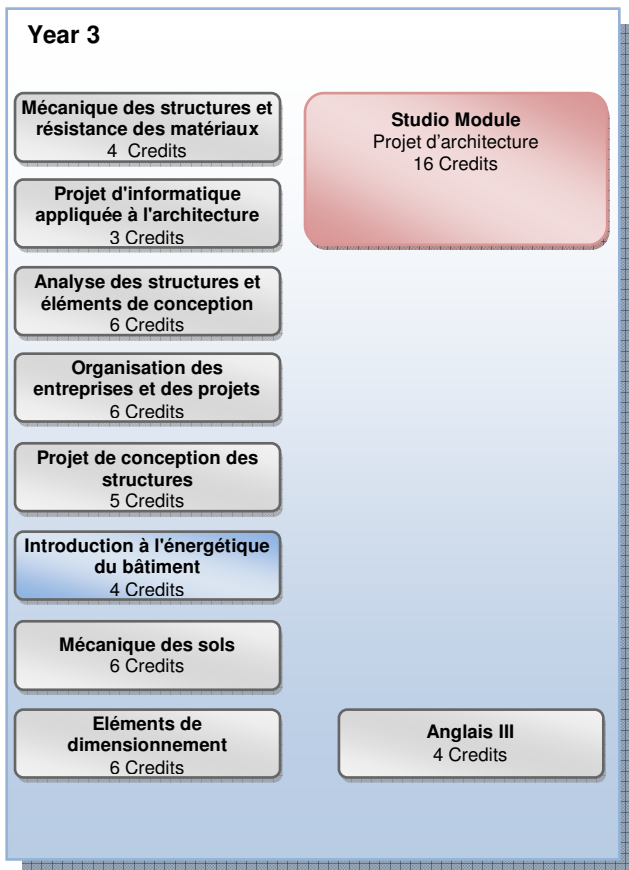 Year 3
Mécanique des structures et
résistance des matériaux
4 Credits
Projet d'informatique
appliquée à l'architecture
3 Credits
Analyse des structures et
éléments de conception
6 Credits
Organisation des
entreprises et des projets
6 Credits
Projet de conception des
structures
5 Credits
Introduction à l'énergétique
du bâtiment
4 Credits
Mécanique des sols
6 Credits
Eléments de
dimensionnement
6 Credits
Studio Module
Projet d'architecture
16 Credits
Anglais III
4 Credits